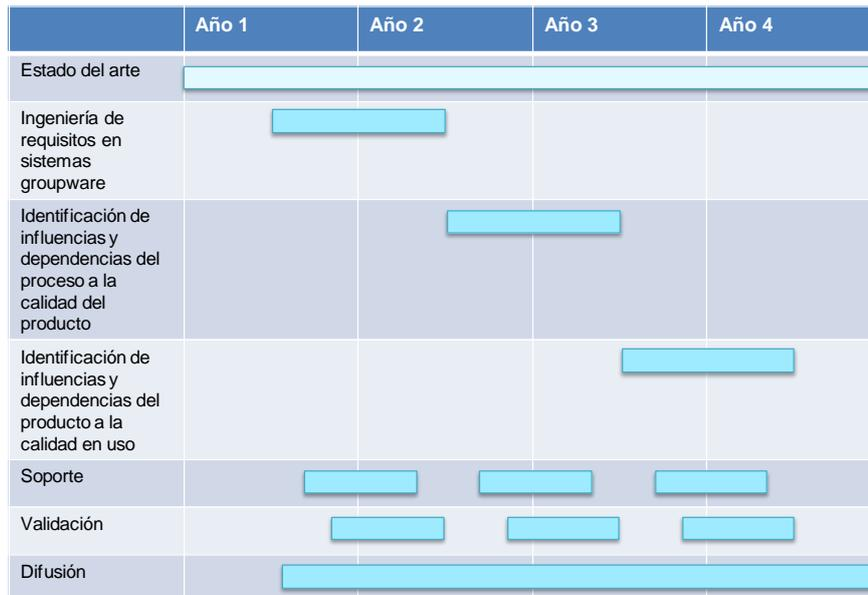 Año 1 Año 2 Año 3 Año 4
Estado del arte
Ingeniería de
requisitos en
sistemas
groupware
Identificación de
influencias y
dependencias del
proceso a la
calidad del
producto
Identificación de
influencias y
dependencias del
producto a la
calidad en uso
Soporte
Validación
Difusión